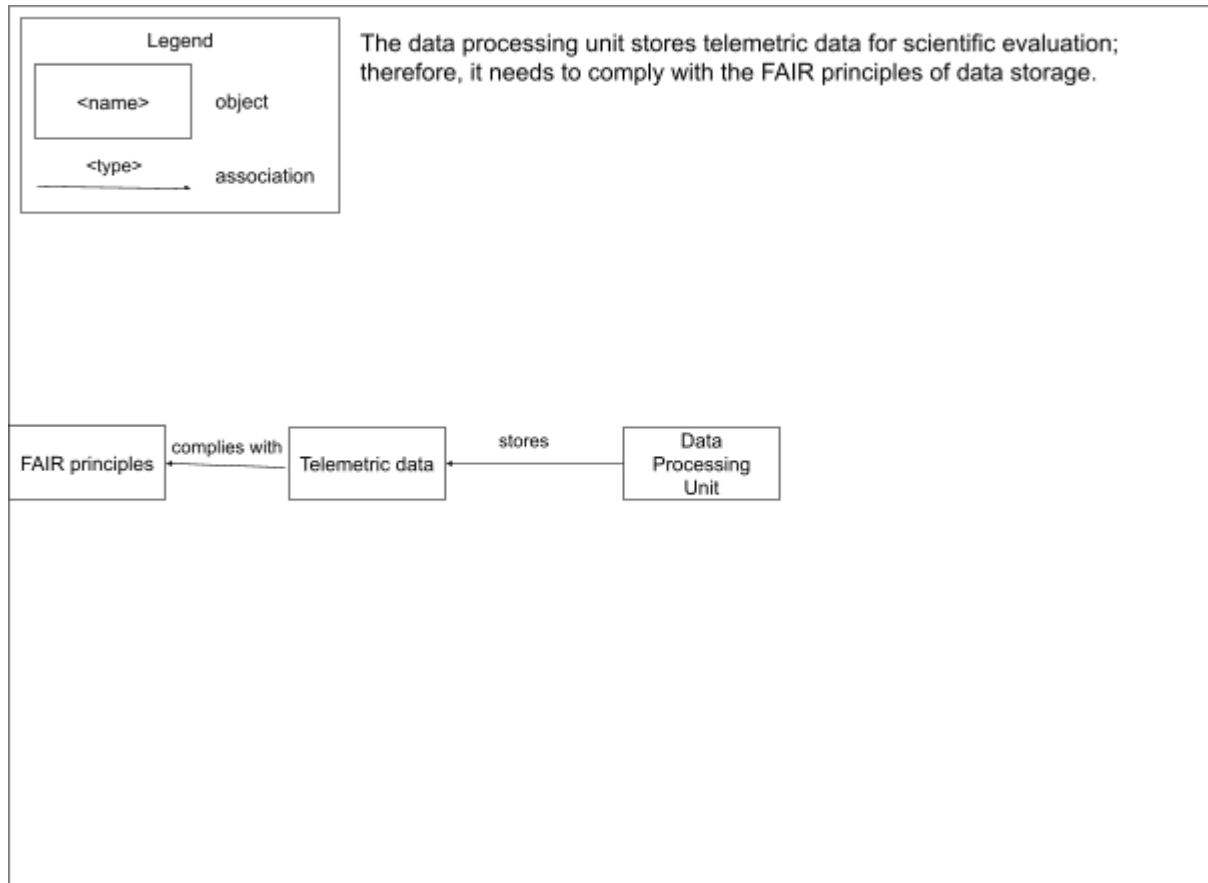 Legend
<name>
object
<type>
association
The data processing unit stores telemetric data for scientific evaluation;
therefore, it needs to comply with the FAIR principles of data storage.
FAIR principles
complies with
Telemetric data
stores
Data
Processing
Unit